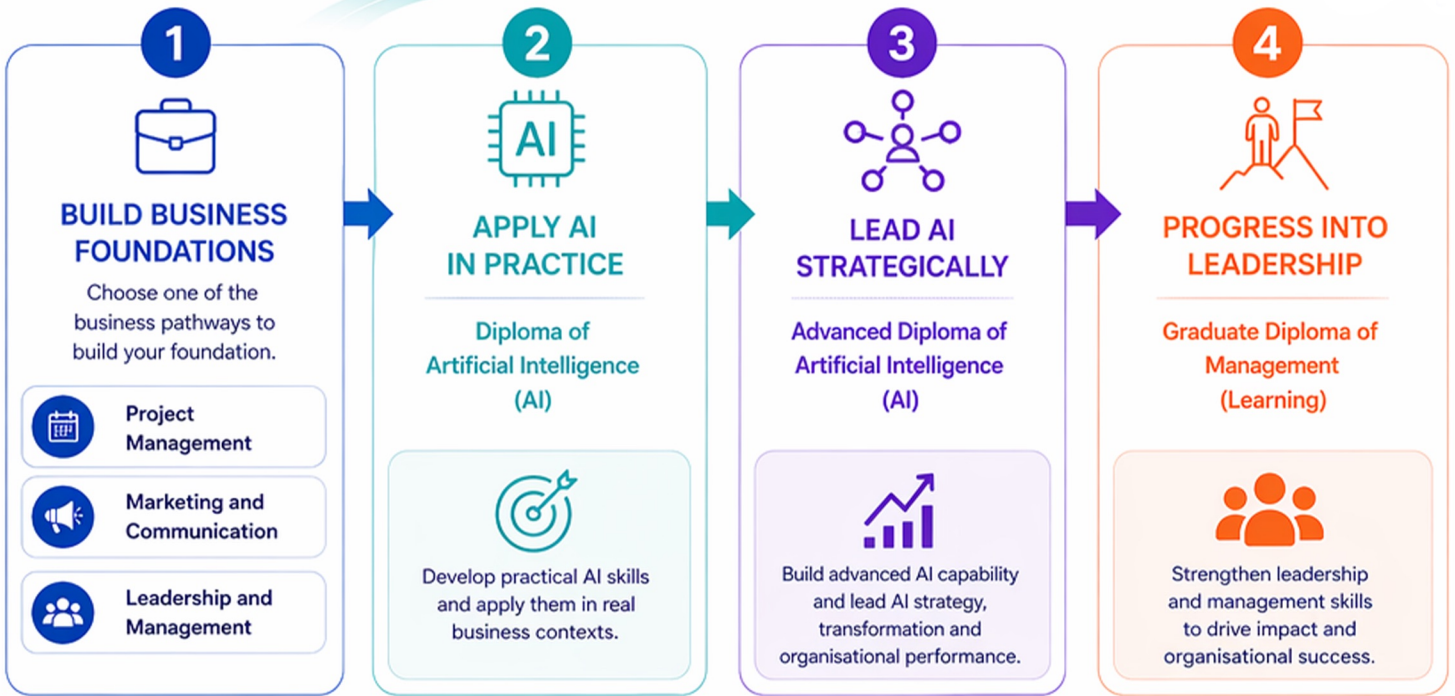 1
BUILD BUSINESS
FOUNDATIONS
Choose one of the
business pathways to
build your foundation.
Project
Management
Marketing and
Communication
Leadership and
Management
2
AI
APPLY AI
IN PRACTICE
Diploma of
Artificial Intelligence
(AI)
Develop practical AI skills
and apply them in real
business contexts.
3
LEAD AI
STRATEGICALLY
Advanced Diploma of
Artificial Intelligence
(AI)
Build advanced AI capability
and lead AI strategy,
transformation and
organisational performance.
4
PROGRESS INTO
LEADERSHIP
Graduate Diploma of
Management
(Learning)
Strengthen leadership
and management skills
to drive impact and
organisational success.